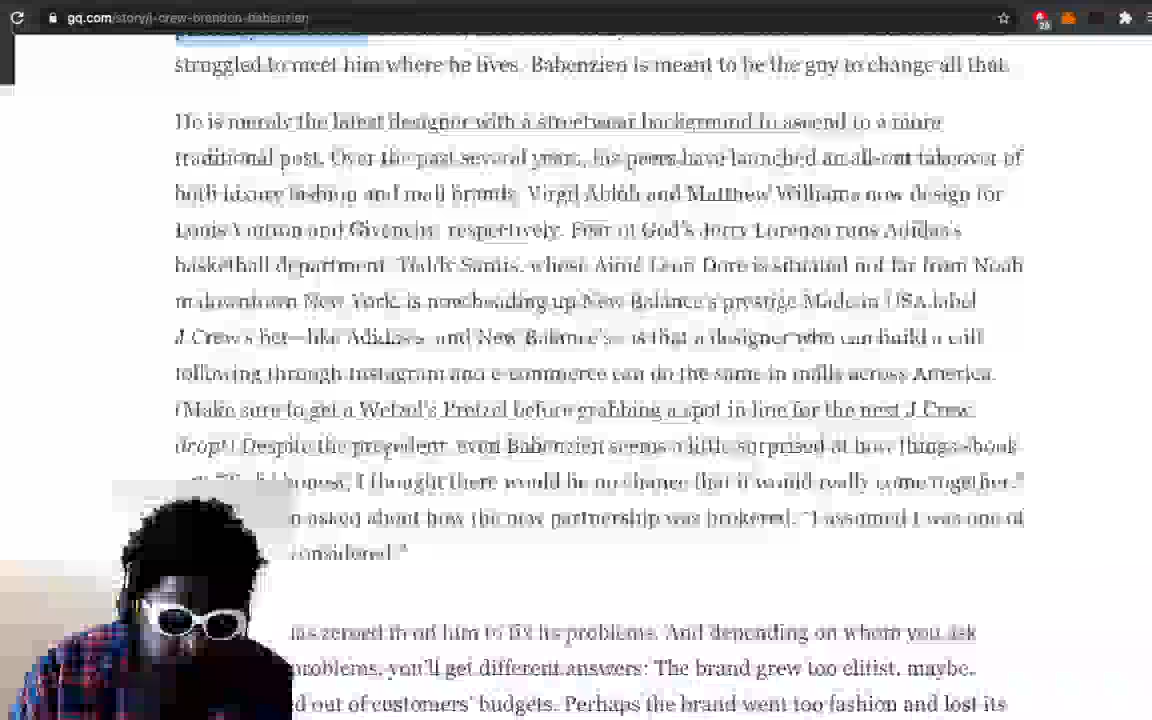 gq.com/story/j-crew-brendon-babenzien
struggled to meet him where he lives. Babenzien is meant to be the guy to change all that.
He is merely the latest designer with a streetwear background to ascend to a more
traditional post. Over the past several years, his peers have launched an all-out takeover of
both luxury fashion and mall brands. Virgil Abloh and Matthew Williams now design for
Louis Vuitton and Givenchy, respectively. Fear of God's Jerry Lorenzo runs Adidas's
basketball department. Teddy Santis, whose Aimé Leon Dore is situated not far from Noah
in downtown New York, is now heading up New Balance's prestige Made in USA label
J.Crew's bet—like Adidas's, and New Balance's—is that a designer who can build a cult
following through Instagram and e-commerce can do the same in malls across America.
(Make sure to get a Wetzel's Pretzel before grabbing a spot in line for the next J.Crew
drop!) Despite the precedent, even Babenzien seems a little surprised at how things shook
honest, I thought there would be no chance that it would really come together,"
asked about how the new partnership was brokered. "I assumed I was one of
considered."
has zeroed in on him to fix its problems. And depending on whom you ask
problems, you'll get different answers: The brand grew too elitist, maybe,
out of customers' budgets. Perhaps the brand went too fashion and lost its